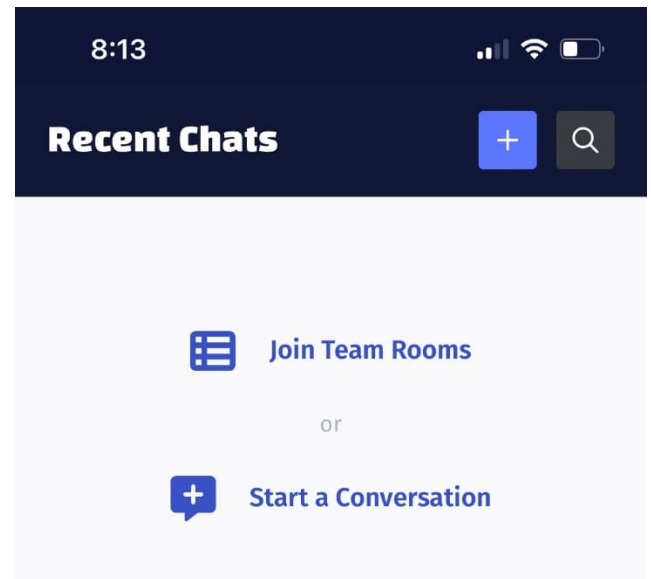 8:13
Recent Chats
Join Team Rooms
or
Start a Conversation